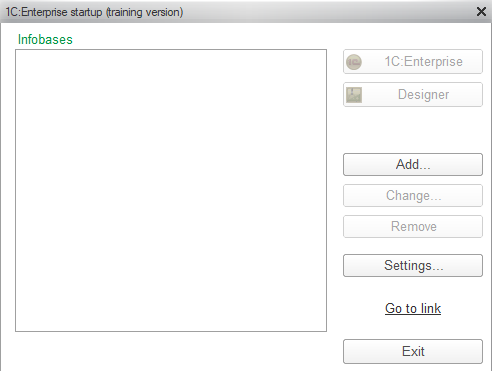 1C:Enterprise startup (training version)
Infobases
1C:Enterprise
Designer
Add...
Change...
Remove
Settings...
Go to link
Exit